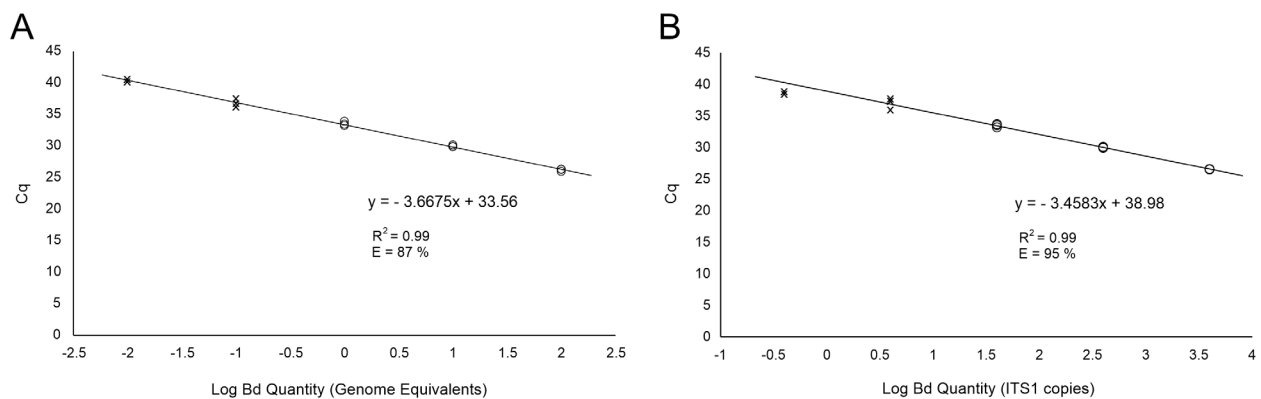 A
45
40
35
30
25
20
15
10
5
0
Cq
y = - 3.6675x + 33.56
R² = 0.99
E = 87 %
-2.5 -2 -1.5 -1 -0.5 0 0.5 1 1.5 2 2.5
Log Bd Quantity (Genome Equivalents)
B
45
40
35
30
25
20
15
10
5
0
Cq
y = - 3.4583x + 38.98
R² = 0.99
E = 95 %
-1 -0.5 0 0.5 1 1.5 2 2.5 3 3.5 4
Log Bd Quantity (ITS1 copies)